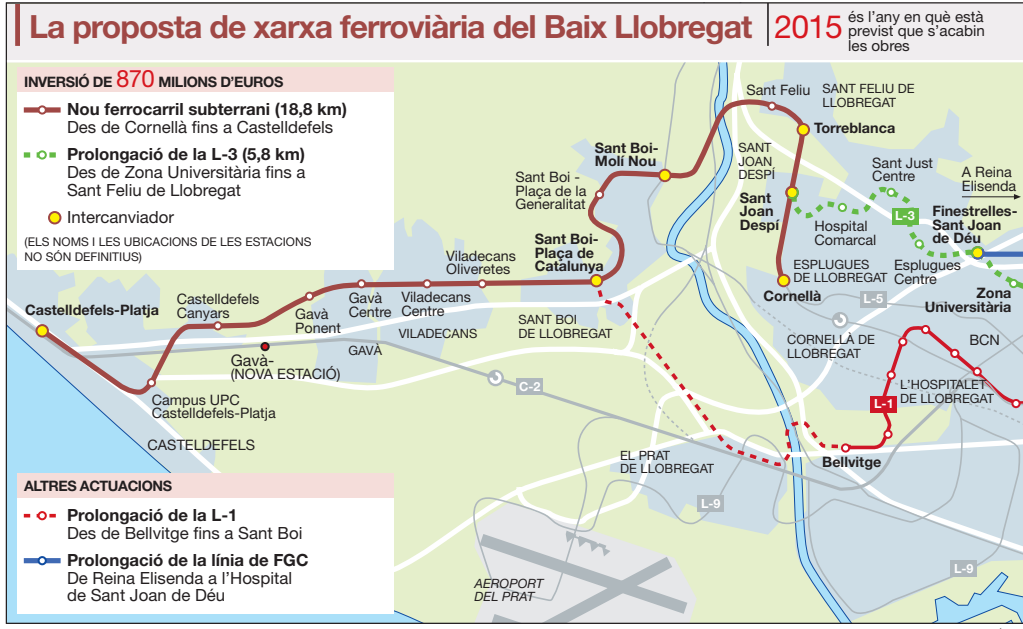 La proposta de xarxa ferroviària del Baix Llobregat
2015
és l'any en què està
previst que s'acabin
les obres
INVERSIÓ DE 870 MILIONS D'EUROS
Nou ferrocarril subterrani (18,8 km)
Des de Cornellà fins a Castelldefels
Prolongació de la L-3 (5,8 km)
Des de Zona Universitària fins a
Sant Feliu de Llobregat
Intercanviador
(ELS NOMS I LES UBICACIONS DE LES ESTACIONS
NO SÓN DEFINITIUS)
Sant Feliu
SANT FELIU DE
LLOBREGAT
Torreblanca
Sant Boi-
Molí Nou
SANT
JOAN
DESPÍ
Sant Just
Centre
A Reina
Elisenda
Sant Boi -
Plaça de la
Generalitat
Sant
Joan
Despí
L-3
Finestrelles-
Sant Joan
de Déu
Hospital
Comarcal
Sant Boi-
Plaça de
Catalunya
Viladecans
Oliveretes
ESPLUGUES
DE LLOBREGAT
Esplugues
Centre
Cornellà
L-5
Zona
Universitària
Castelldefels-Platja
Castelldefels
Canyars
Gavà
Ponent
Gavà
Centre
Viladecans
Centre
VILADECANS
SANT BOI
DE LLOBREGAT
CORNELLÀ DE
LLOBREGAT
BCN
GAVÀ
Gavà-
(NOVA ESTACIÓ)
C-2
L'HOSPITALET
DE LLOBREGAT
L-1
Campus UPC
Castelldefels-Platja
CASTELDEFELS
EL PRAT
DE LLOBREGAT
Bellvitge
L-9
L-9
AEROPORT
DEL PRAT
ALTRES ACTUACIONS
Prolongació de la L-1
Des de Bellvitge fins a Sant Boi
Prolongació de la línia de FGC
De Reina Elisenda a l'Hospital
de Sant Joan de Déu